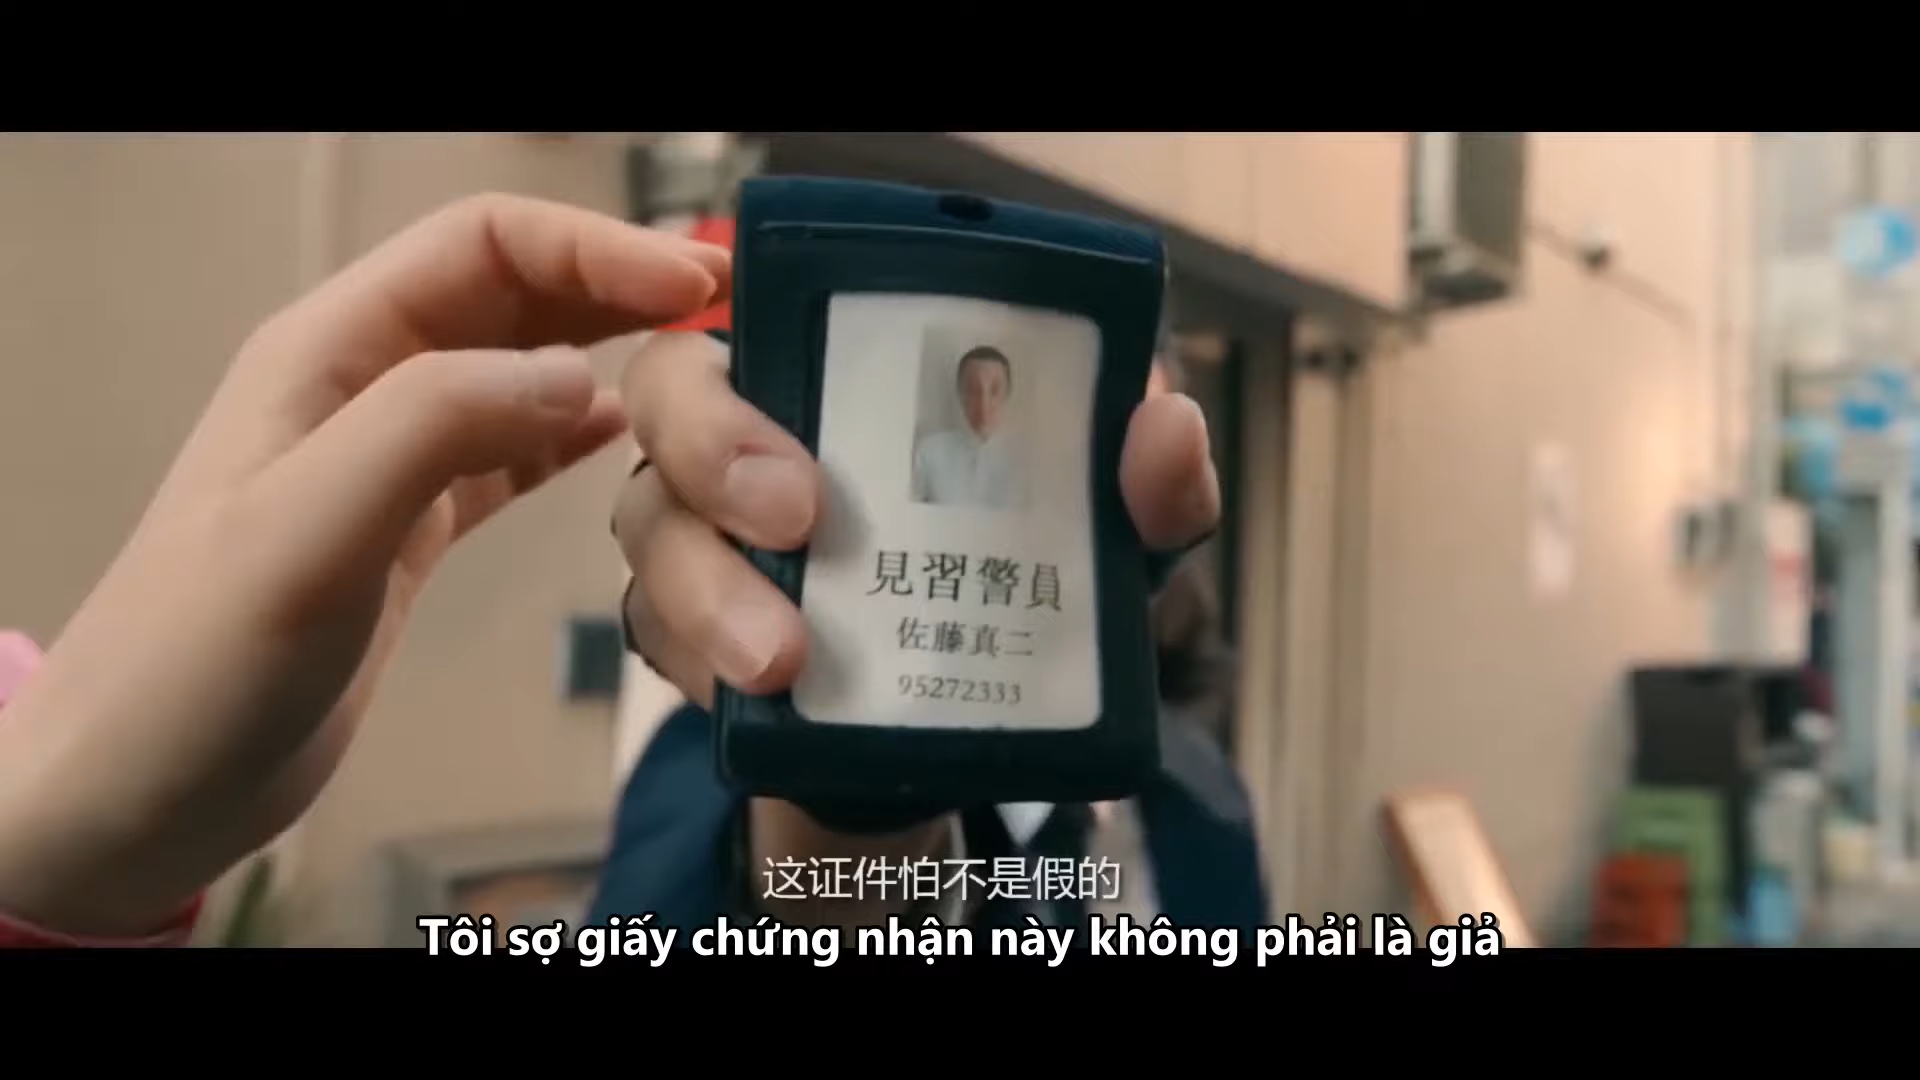 見習警員
佐藤真二
95272333
这证件怕不是假的
Tôi sợ giấy chứng nhận này không phải là giả